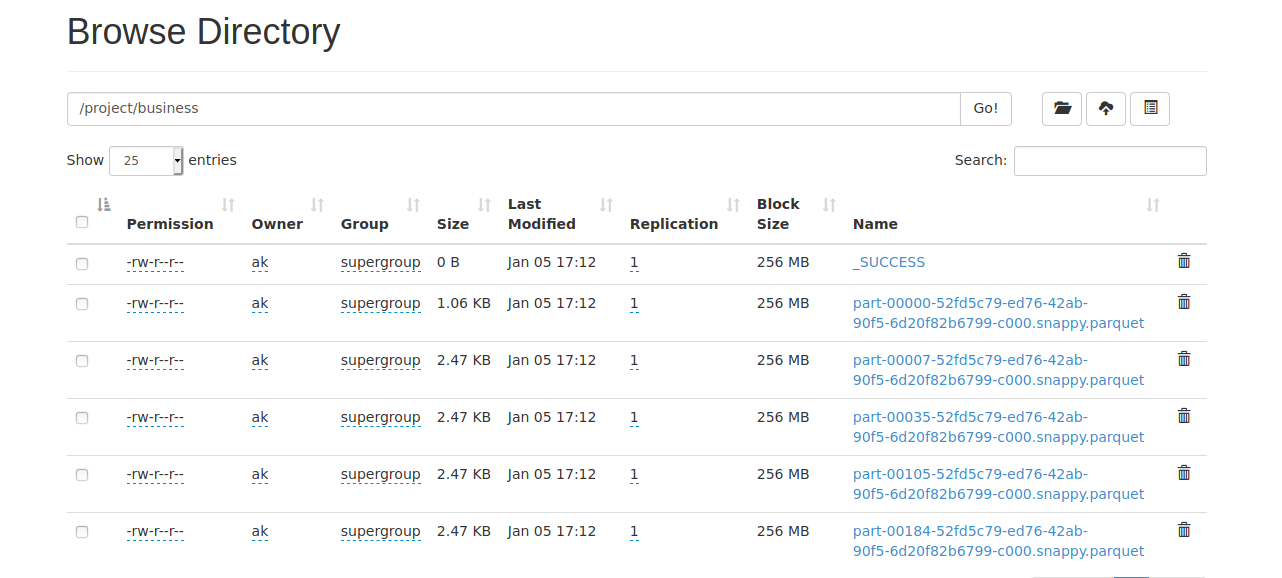 Browse Directory
/project/business Go!
Show 25 entries Search:
Permission Owner Group Size Last Modified Replication Block Size Name
-rw-r--r-- ak supergroup 0 B Jan 05 17:12 1 256 MB _SUCCESS
-rw-r--r-- ak supergroup 1.06 KB Jan 05 17:12 1 256 MB part-00000-52fd5c79-ed76-42ab-
90f5-6d20f82b6799-c000.snappy.parquet
-rw-r--r-- ak supergroup 2.47 KB Jan 05 17:12 1 256 MB part-00007-52fd5c79-ed76-42ab-
90f5-6d20f82b6799-c000.snappy.parquet
-rw-r--r-- ak supergroup 2.47 KB Jan 05 17:12 1 256 MB part-00035-52fd5c79-ed76-42ab-
90f5-6d20f82b6799-c000.snappy.parquet
-rw-r--r-- ak supergroup 2.47 KB Jan 05 17:12 1 256 MB part-00105-52fd5c79-ed76-42ab-
90f5-6d20f82b6799-c000.snappy.parquet
-rw-r--r-- ak supergroup 2.47 KB Jan 05 17:12 1 256 MB part-00184-52fd5c79-ed76-42ab-
90f5-6d20f82b6799-c000.snappy.parquet